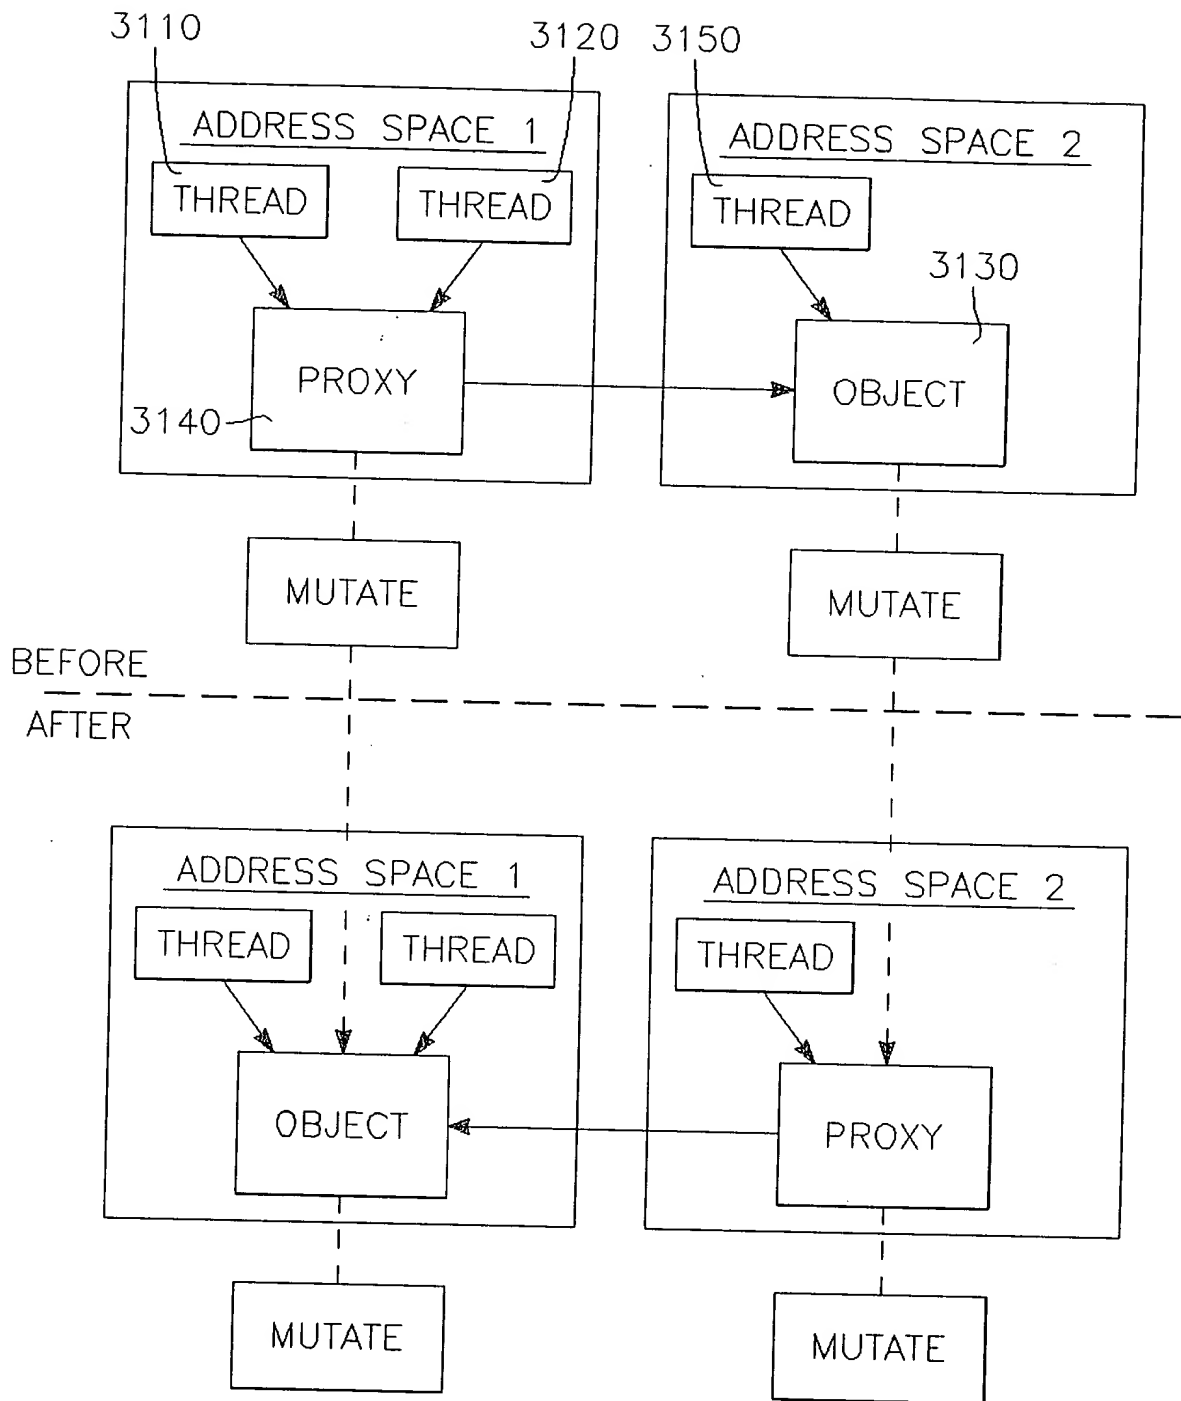 3110
3120
3150
ADDRESS SPACE 1
ADDRESS SPACE 2
THREAD
THREAD
THREAD
3130
PROXY
OBJECT
3140
MUTATE
MUTATE
BEFORE
AFTER
ADDRESS SPACE 1
ADDRESS SPACE 2
THREAD
THREAD
THREAD
OBJECT
PROXY
MUTATE
MUTATE